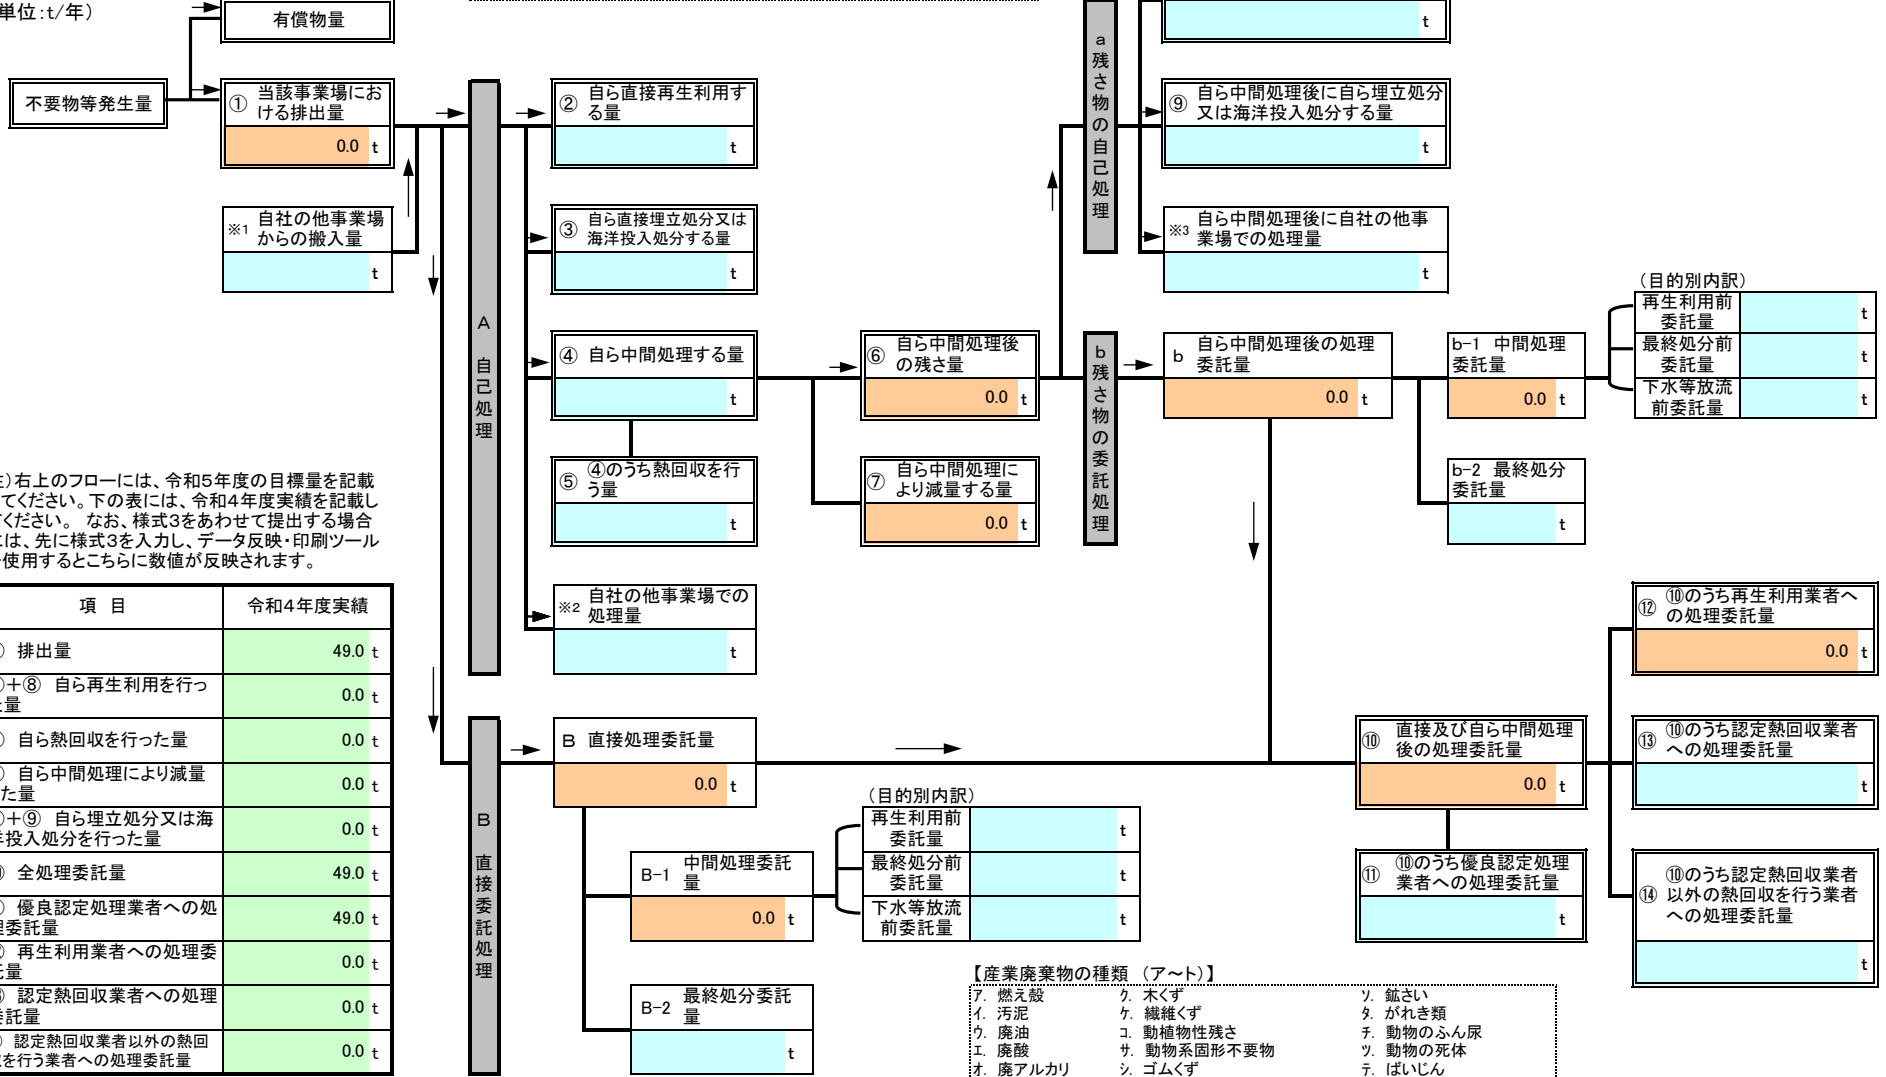 単位:t/年）
有償物量
t
不要物等発生量
① 当該事業場にお
ける排出量
0.0 t
※1 自社の他事業場
からの搬入量
t
A 自己処理
② 自ら直接再生利用す
る量
t
③ 自ら直接埋立処分又は
海洋投入処分する量
t
④ 自ら中間処理する量
t
⑤ ④のうち熱回収を行
う量
t
※2 自社の他事業場での
処理量
t
⑥ 自ら中間処理後
の残さ量
0.0 t
⑦ 自ら中間処理に
より減量する量
0.0 t
a残さ物の自己処理
⑨ 自ら中間処理後に自ら埋立処分
又は海洋投入処分する量
t
※3 自ら中間処理後に自社の他事
業場での処理量
t
b残さ物の委託処理
b 自ら中間処理後の処理
委託量
0.0 t
b-1 中間処理
委託量
0.0 t
b-2 最終処分
委託量
t
（目的別内訳）
再生利用前
委託量
t
最終処分前
委託量
t
下水等放流
前委託量
t
）右上のフローには、令和5年度の目標量を記載
てください。下の表には、令和4年度実績を記載し
ください。 なお、様式3をあわせて提出する場合
は、先に様式3を入力し、データ反映・印刷ツール
使用するとこちらに数値が反映されます。
項 目 令和4年度実績
排出量 49.0 t
＋⑧ 自ら再生利用を行っ
量 0.0 t
自ら熱回収を行った量 0.0 t
自ら中間処理により減量
た量 0.0 t
＋⑨ 自ら埋立処分又は海
投入処分を行った量 0.0 t
全処理委託量 49.0 t
優良認定処理業者への処
委託量 49.0 t
再生利用業者への処理委
量 0.0 t
認定熱回収業者への処理
託量 0.0 t
認定熱回収業者以外の熱回
を行う業者への処理委託量 0.0 t
B 直接委託処理
B 直接処理委託量
0.0 t
B-1 中間処理委託
量
0.0 t
B-2 最終処分委託
量
t
（目的別内訳）
再生利用前
委託量
t
最終処分前
委託量
t
下水等放流
前委託量
t
⑩ 直接及び自ら中間処理
後の処理委託量
0.0 t
⑪ ⑩のうち優良認定処理
業者への処理委託量
t
⑫ ⑩のうち再生利用業者へ
の処理委託量
0.0 t
⑬ ⑩のうち認定熱回収業者
への処理委託量
t
⑭ ⑩のうち認定熱回収業者
以外の熱回収を行う業者
への処理委託量
t
【産業廃棄物の種類 （ア～ト）】
ア. 燃え殻 ク. 木くず ソ. 鉱さい
イ. 汚泥 ケ. 繊維くず タ. がれき類
ウ. 廃油 コ. 動植物性残さ チ. 動物のふん尿
エ. 廃酸 サ. 動物系固形不要物 ツ. 動物の死体
オ. 廃アルカリ シ. ゴムくず テ. ばいじん